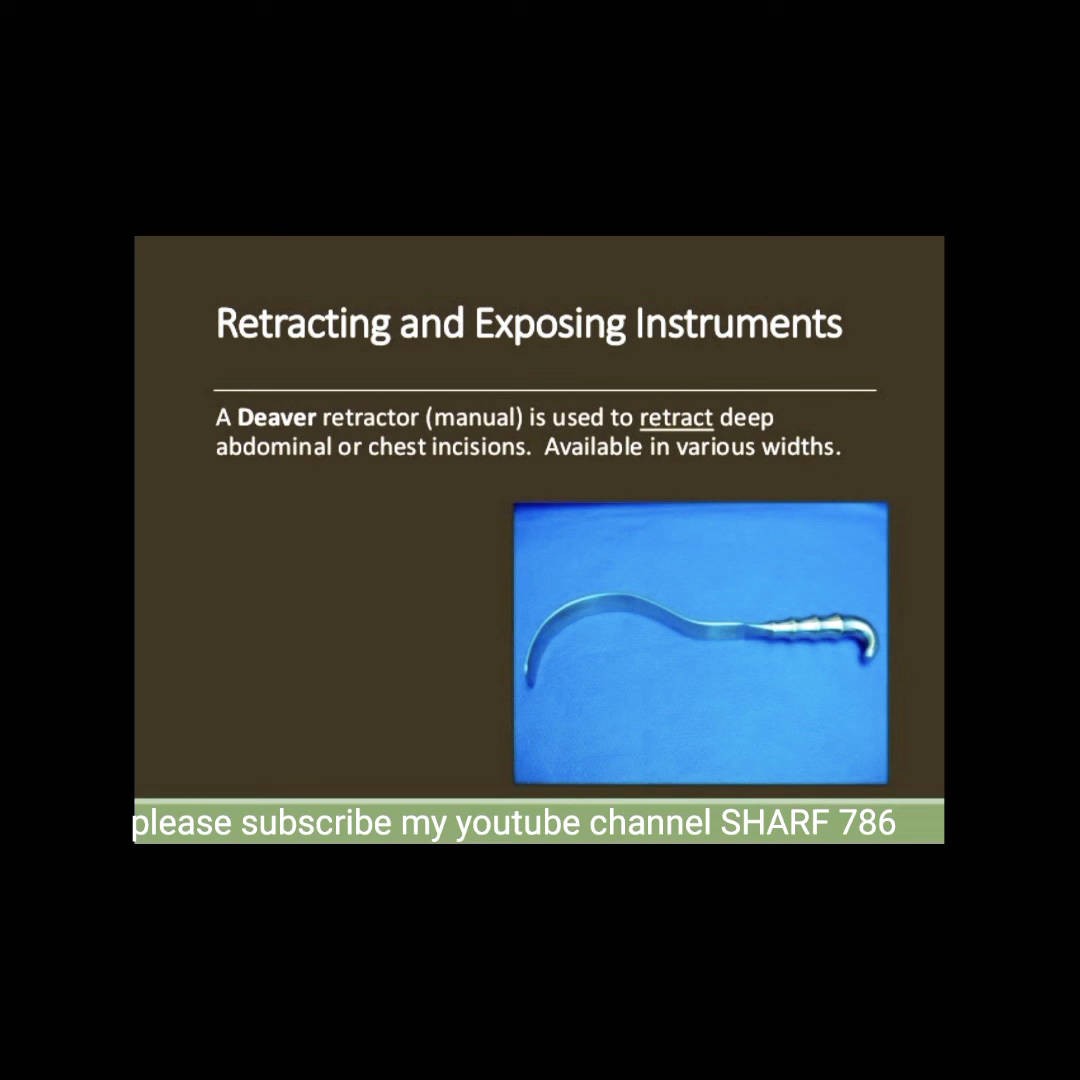 Retracting and Exposing Instruments
A Deaver retractor (manual) is used to retract deep
abdominal or chest incisions.  Available in various widths.
please subscribe my youtube channel SHARF 786